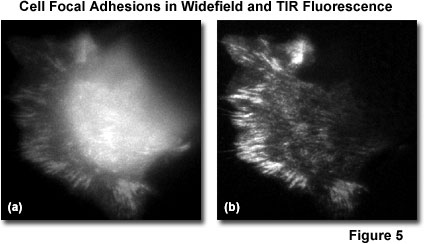 Cell Focal Adhesions in Widefield and TIR Fluorescence
(a)
(b)
Figure 5